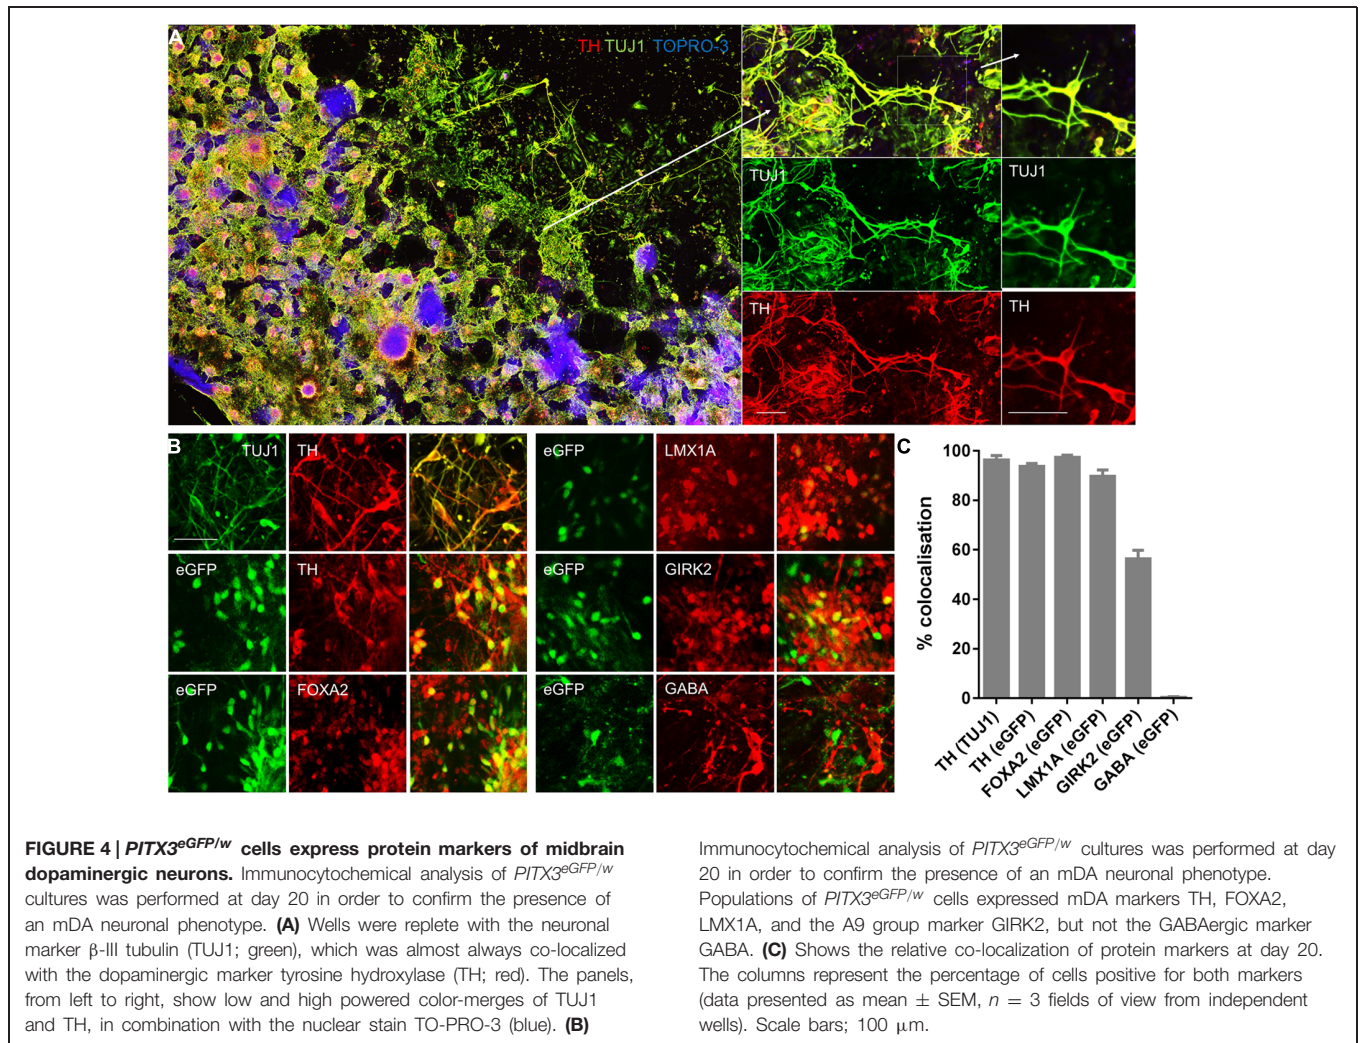 A
TH TUJ1 TOPRO-3
TUJ1
TUJ1
TH
TH
B
TUJ1
TH
eGFP
LMX1A
eGFP
TH
eGFP
GIRK2
eGFP
FOXA2
eGFP
GABA
C
% colocalisation
100
80
60
40
20
0
TH (TUJ1)
TH (eGFP)
FOXA2 (eGFP)
LMX1A (eGFP)
GIRK2 (eGFP)
GABA (eGFP)
FIGURE 4 | PITX3eGFP/w cells express protein markers of midbrain
dopaminergic neurons. Immunocytochemical analysis of PITX3eGFP/w
cultures was performed at day 20 in order to confirm the presence of
an mDA neuronal phenotype. (A) Wells were replete with the neuronal
marker β-III tubulin (TUJ1; green), which was almost always co-localized
with the dopaminergic marker tyrosine hydroxylase (TH; red). The panels,
from left to right, show low and high powered color-merges of TUJ1
and TH, in combination with the nuclear stain TO-PRO-3 (blue). (B)
Immunocytochemical analysis of PITX3eGFP/w cultures was performed at day
20 in order to confirm the presence of an mDA neuronal phenotype.
Populations of PITX3eGFP/w cells expressed mDA markers TH, FOXA2,
LMX1A, and the A9 group marker GIRK2, but not the GABAergic marker
GABA. (C) Shows the relative co-localization of protein markers at day 20.
The columns represent the percentage of cells positive for both markers
(data presented as mean ± SEM, n = 3 fields of view from independent
wells). Scale bars; 100 μm.